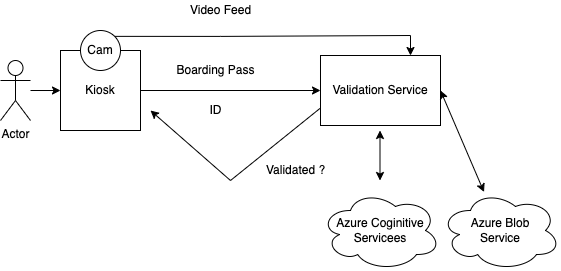 Video Feed
Cam
Boarding Pass
Kiosk
Validation Service
ID
Actor
Validated ?
Azure Coginitive
Servicees
Azure Blob
Service